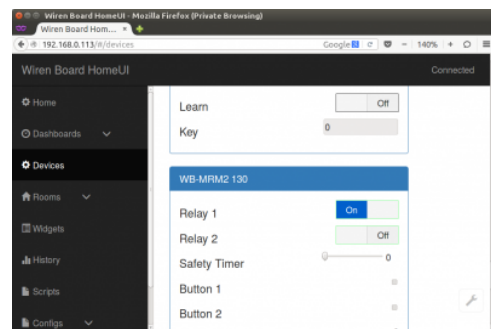 Wiren Board HomeUI - Mozilla Firefox (Private Browsing)
Wiren Board Hom... × +
192.168.0.113/#/devices Google 140%
Wiren Board HomeUI Connected
Home
Dashboards
Devices
Rooms
Widgets
History
Scripts
Configs
Learn Off
Key 0
WB-MRM2 130
Relay 1 On
Relay 2 Off
Safety Timer 0
Button 1
Button 2